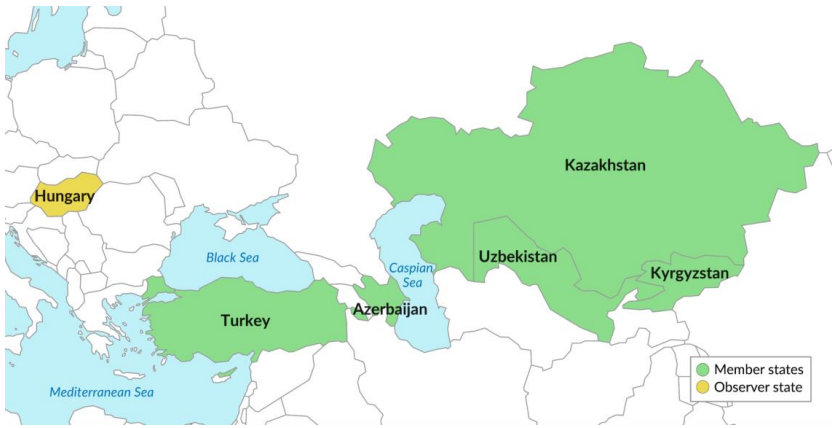 Kazakhstan
Hungary
Uzbekistan
Black Sea
Caspian
Sea
Kyrgyzstan
Azerbaijan
Turkey
Member states
Observer state
Mediterranean Sea